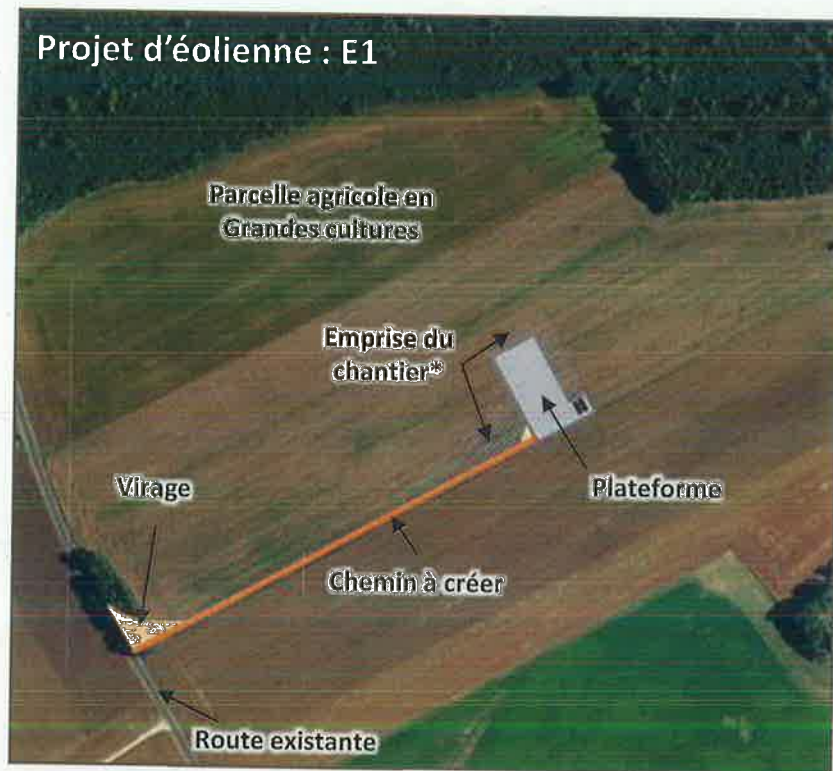 Projet d'éolienne : E1
Parcelle agricole en
Grandes cultures
Emprise du
chantier*
Virage
Plateforme
Chemin à créer
Route existante